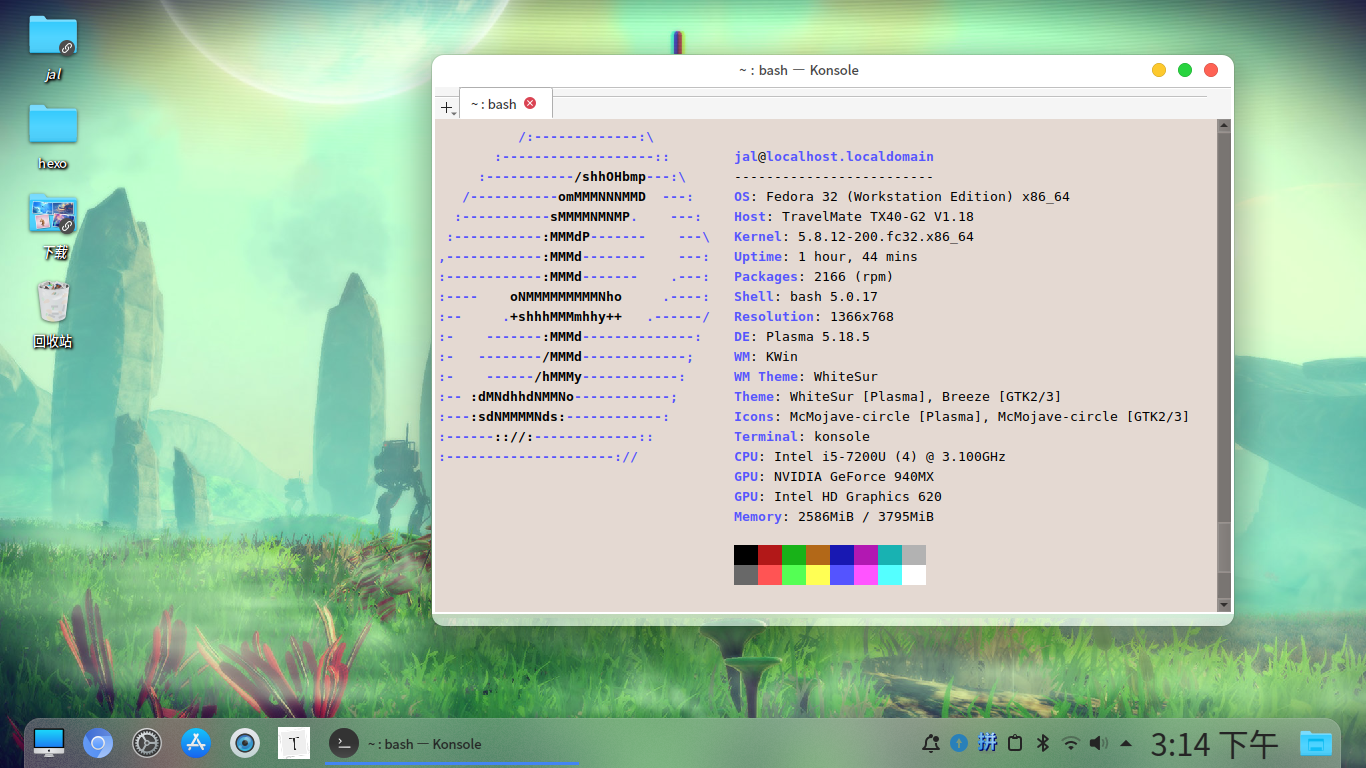 jal
hexo
下载
回收站
~ : bash — Konsole
~ : bash
/:-------------:\
:-------------------::
:-----------/shhOHbmp---:\
/-----------omMMMNNNMMD  ---:
:-----------sMMMMNMNMP.    ---:
:-----------:MMMdP-------    ---\
,------------:MMMd--------    ---:
:------------:MMMd-------    .---:
:----    oNMMMMMMMMMNho     .----:
:--     .+shhhMMMmhhy++   .------/
:-    -------:MMMd--------------:
:-   --------/MMMd-------------;
:-    ------/hMMMy------------:
:-- :dMNdhhdNMMNo------------;
:---:sdNMMMMNds:------------:
:------:://:-------------::
:---------------------://
jal@localhost.localdomain
-------------------------
OS: Fedora 32 (Workstation Edition) x86_64
Host: TravelMate TX40-G2 V1.18
Kernel: 5.8.12-200.fc32.x86_64
Uptime: 1 hour, 44 mins
Packages: 2166 (rpm)
Shell: bash 5.0.17
Resolution: 1366x768
DE: Plasma 5.18.5
WM: KWin
WM Theme: WhiteSur
Theme: WhiteSur [Plasma], Breeze [GTK2/3]
Icons: McMojave-circle [Plasma], McMojave-circle [GTK2/3]
Terminal: konsole
CPU: Intel i5-7200U (4) @ 3.100GHz
GPU: NVIDIA GeForce 940MX
GPU: Intel HD Graphics 620
Memory: 2586MiB / 3795MiB
T
~ : bash — Konsole
拼
3:14 下午